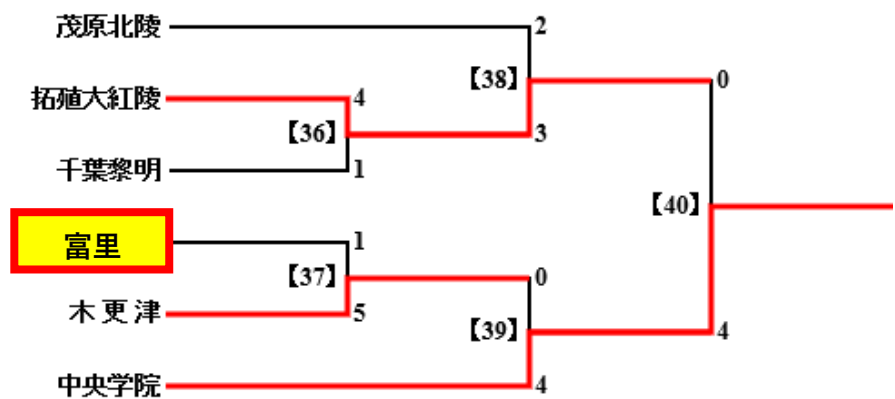 茂原北陵 2
【38】 0
拓殖大紅陵 4
【36】 3
千葉黎明 1
【40】
富里 1
【37】 0
木更津 5
【39】 4
中央学院 4